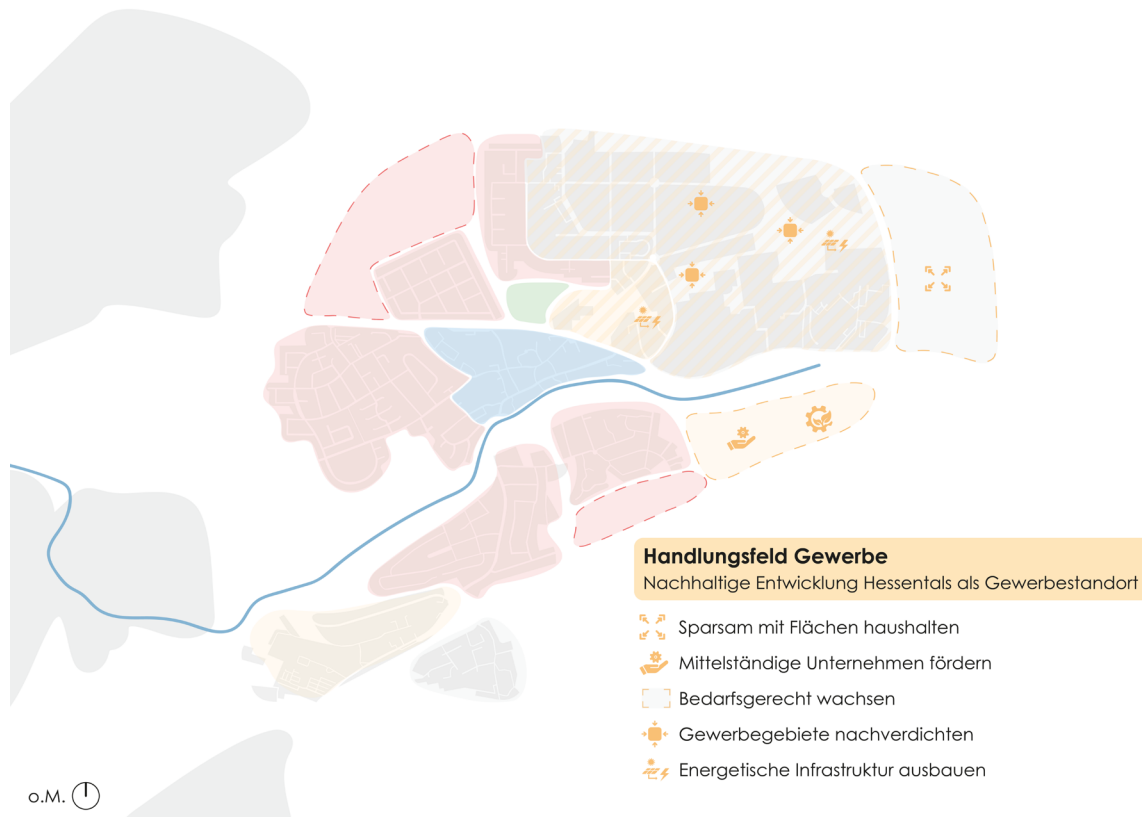 Handlungsfeld Gewerbe
Nachhaltige Entwicklung Hessentals als Gewerbestandort
Sparsam mit Flächen haushalten
Mittelständige Unternehmen fördern
Bedarfsgerecht wachsen
Gewerbegebiete nachverdichten
Energetische Infrastruktur ausbauen
o.M.